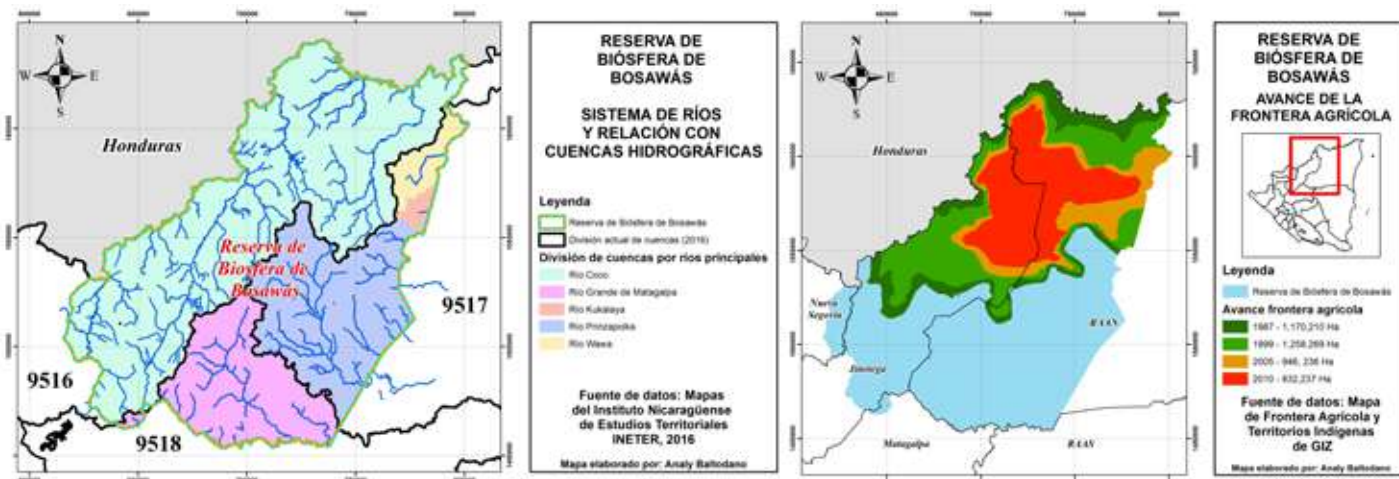 N
W E
S
Honduras
Reserva de
Biosfera de
Bosawás
9517
9516
9518
RESERVA DE
BIÓSFERA DE
BOSAWÁS
SISTEMA DE RÍOS
Y RELACIÓN CON
CUENCAS HIDROGRÁFICAS
Leyenda
Reserva de Biósfera de Bosawás
División actual de cuencas (2016)
División de cuencas por ríos principales
Río Coco
Río Grande de Matagalpa
Río Kukalaya
Río Prinzapolka
Río Wawa
Fuente de datos: Mapas
del Instituto Nicaragüense
de Estudios Territoriales
INETER, 2016
Mapa elaborado por: Analy Baltodano
N
W E
S
Honduras
Nueva
Segovia
Jinotega
RAAN
Matagalpa
RAAN
RESERVA DE
BIÓSFERA DE
BOSAWÁS
AVANCE DE LA
FRONTERA AGRÍCOLA
Leyenda
Reserva de Biósfera de Bosawás
Avance frontera agrícola
1987 - 1,170,210 Ha
1999 - 1,258,269 Ha
2005 - 946, 236 Ha
2010 - 832,237 Ha
Fuente de datos: Mapa
de Frontera Agrícola y
Territorios Indígenas
de GIZ
Mapa elaborado por: Analy Baltodano